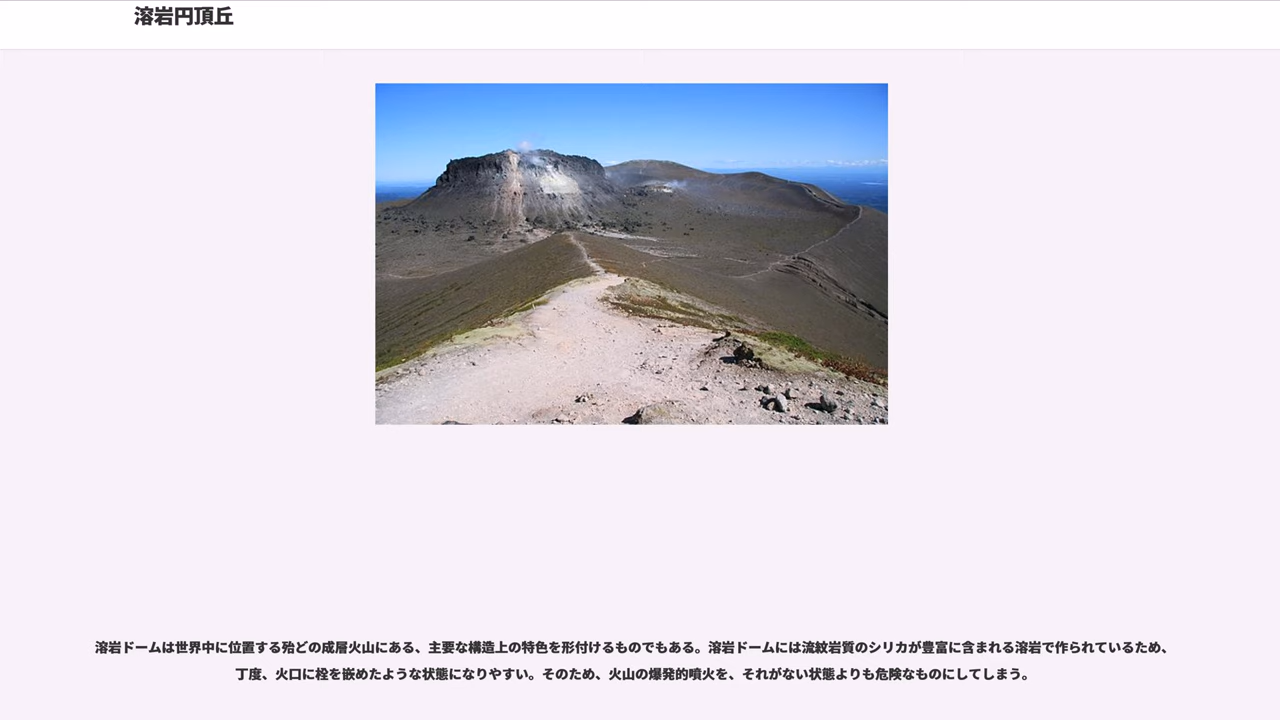 溶岩円頂丘
溶岩ドームは世界中に位置する殆どの成層火山にある、主要な構造上の特色を形付けるものでもある。溶岩ドームには流紋岩質のシリカが豊富に含まれる溶岩で作られているため、
丁度、火口に栓を嵌めたような状態になりやすい。そのため、火山の爆発的噴火を、それがない状態よりも危険なものにしてしまう。